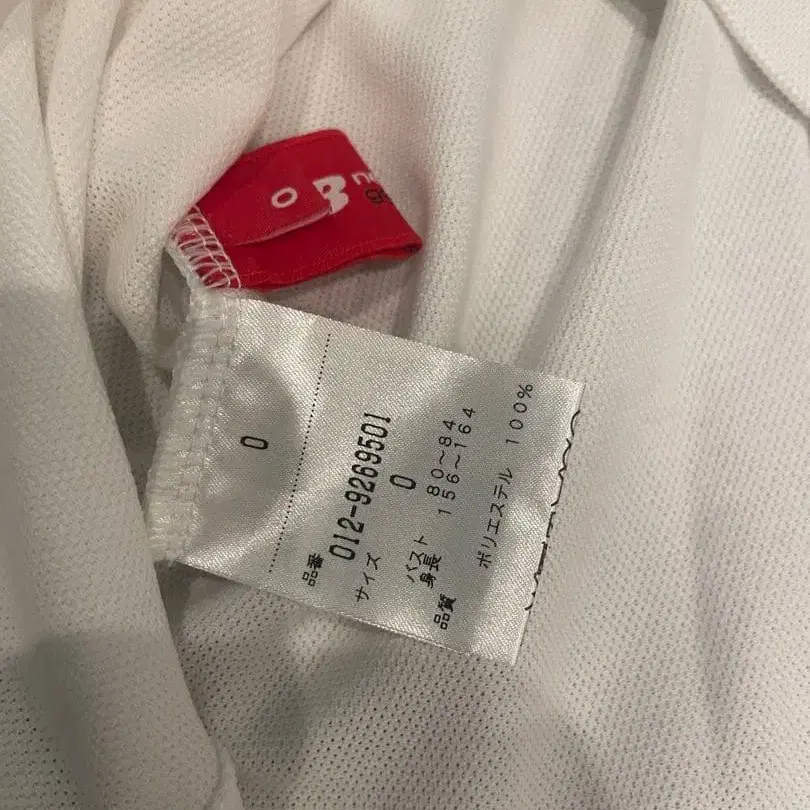 0
0
品番
012-9269501
サイズ 0
バスト 80～84
身長 156～164
品質 ポリエステル 100%